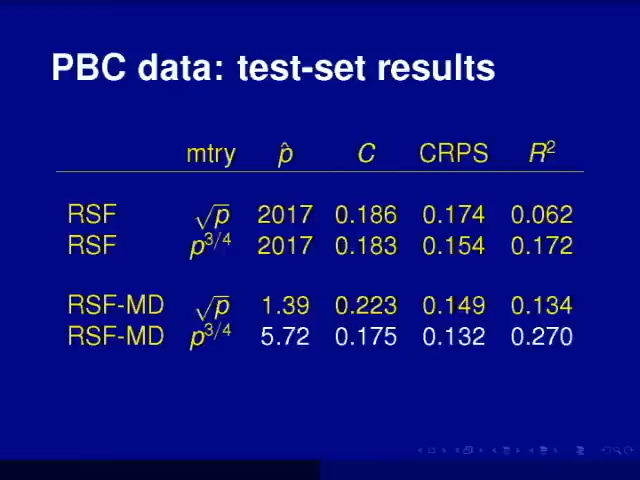 PBC data: test-set results
mtry p̂ C CRPS R²
RSF √p 2017 0.186 0.174 0.062
RSF p^3/4 2017 0.183 0.154 0.172
RSF-MD √p 1.39 0.223 0.149 0.134
RSF-MD p^3/4 5.72 0.175 0.132 0.270